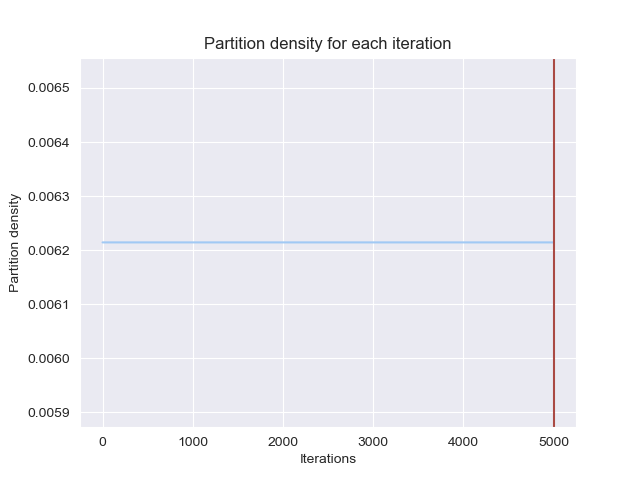 Partition density for each iteration
0.0065
0.0064
0.0063
0.0062
0.0061
0.0060
0.0059
Partition density
0 1000 2000 3000 4000 5000
Iterations